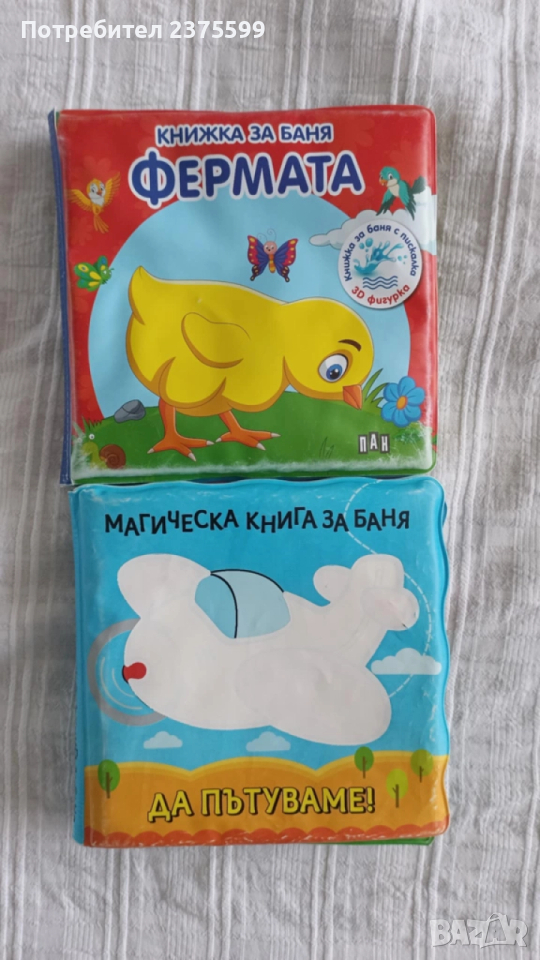 Потребител 2375599
КНИЖКА ЗА БАНЯ
ФЕРМАТА
Книжка за баня с пискалка
3D фигурка
ПАН
МАГИЧЕСКА КНИГА ЗА БАНЯ
ДА ПЪТУВАМЕ!
BAZAR